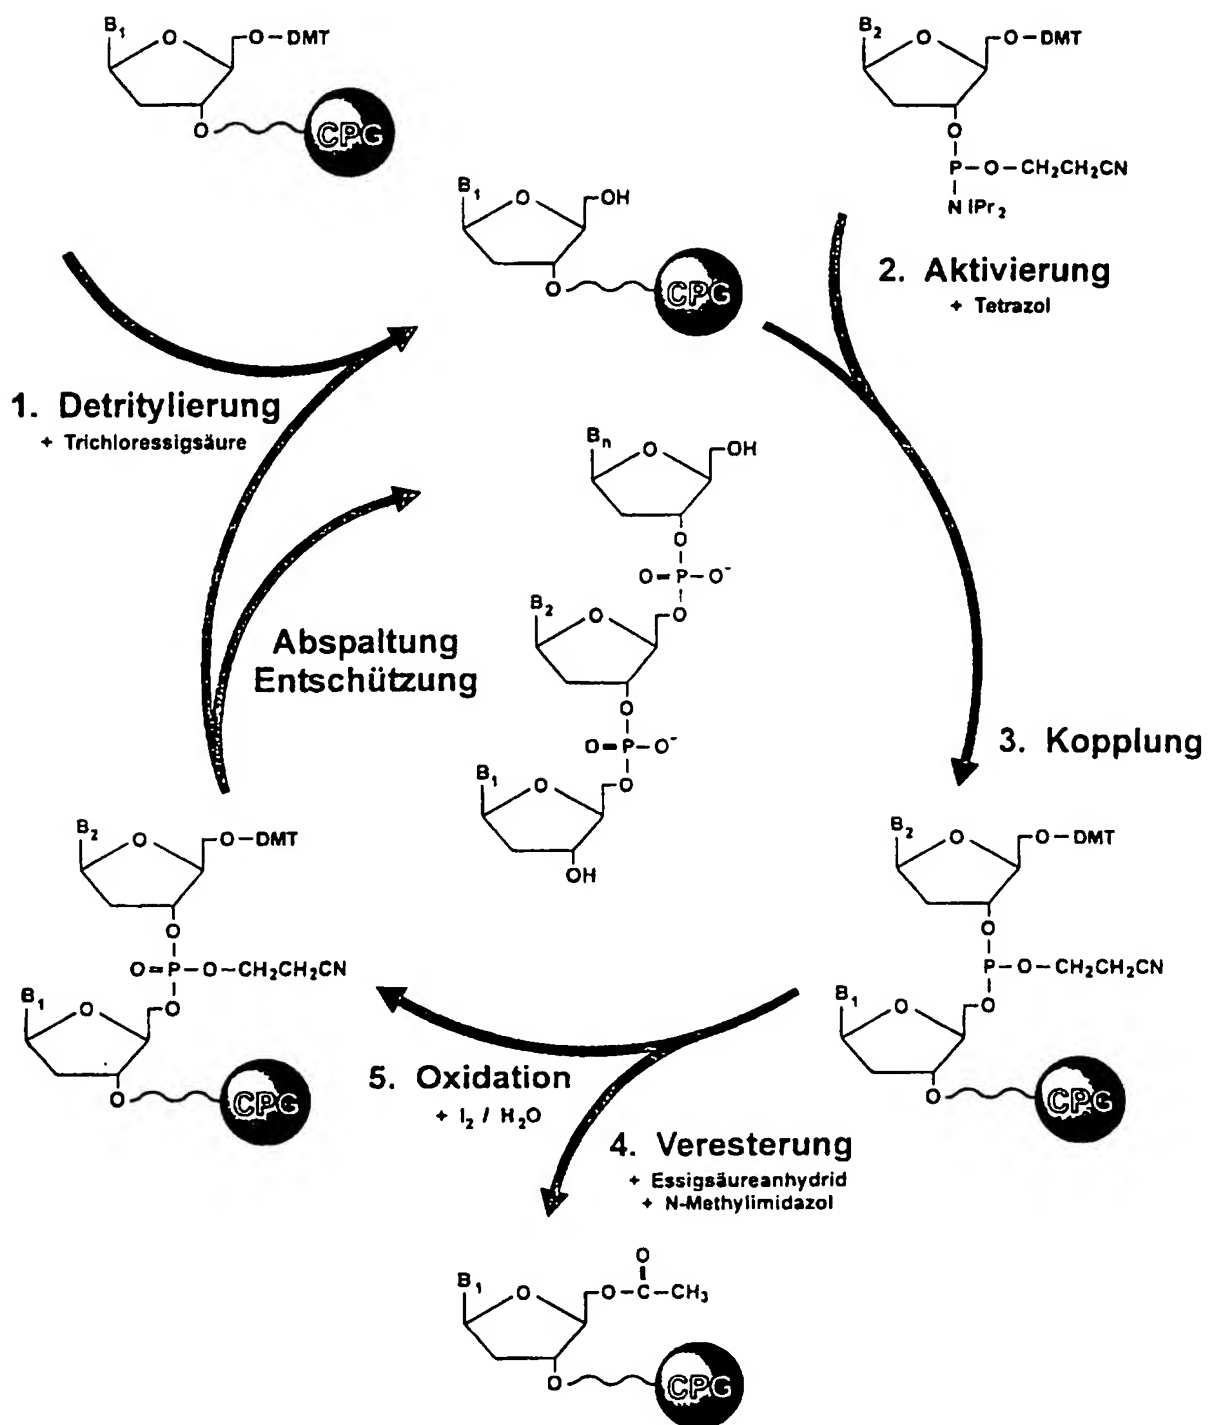 B1 O O–DMT
O CPG
B2 O O–DMT
O
P–O–CH2CH2CN
N iPr2
B1 O OH
O CPG
2. Aktivierung
+ Tetrazol
1. Detritylierung
+ Trichloressigsäure
Bn O OH
O
O=P–O-
O
B2 O
Abspaltung
Entschützung
O
O=P–O-
O
B1 O
OH
3. Kopplung
B2 O O–DMT
O
O=P–O–CH2CH2CN
O
B1 O
O CPG
B2 O O–DMT
O
P–O–CH2CH2CN
O
B1 O
O CPG
5. Oxidation
+ I2 / H2O
4. Veresterung
+ Essigsäureanhydrid
+ N-Methylimidazol
O
B1 O O–C–CH3
O CPG